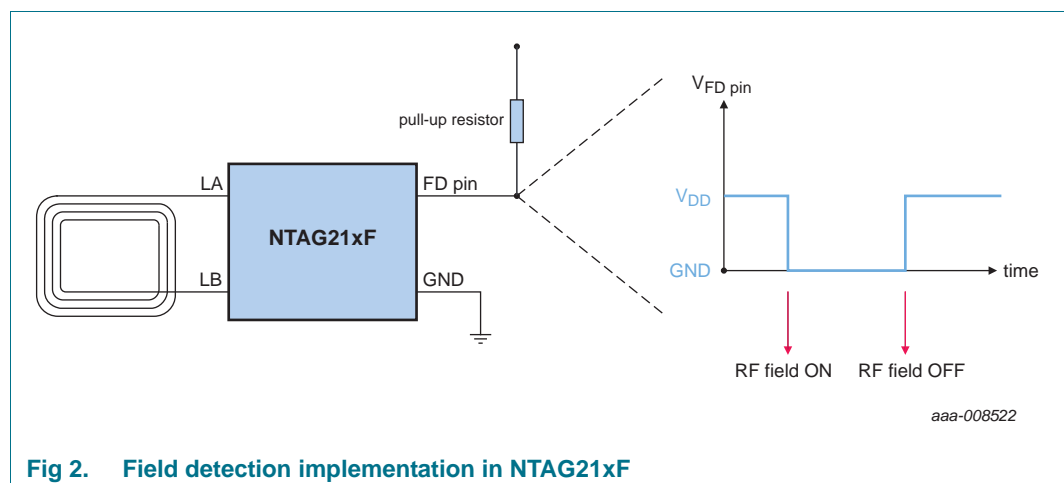 pull-up resistor
LA
FD pin
NTAG21xF
LB
GND
VFD pin
VDD
GND
time
RF field ON
RF field OFF
aaa-008522
Fig 2. Field detection implementation in NTAG21xF